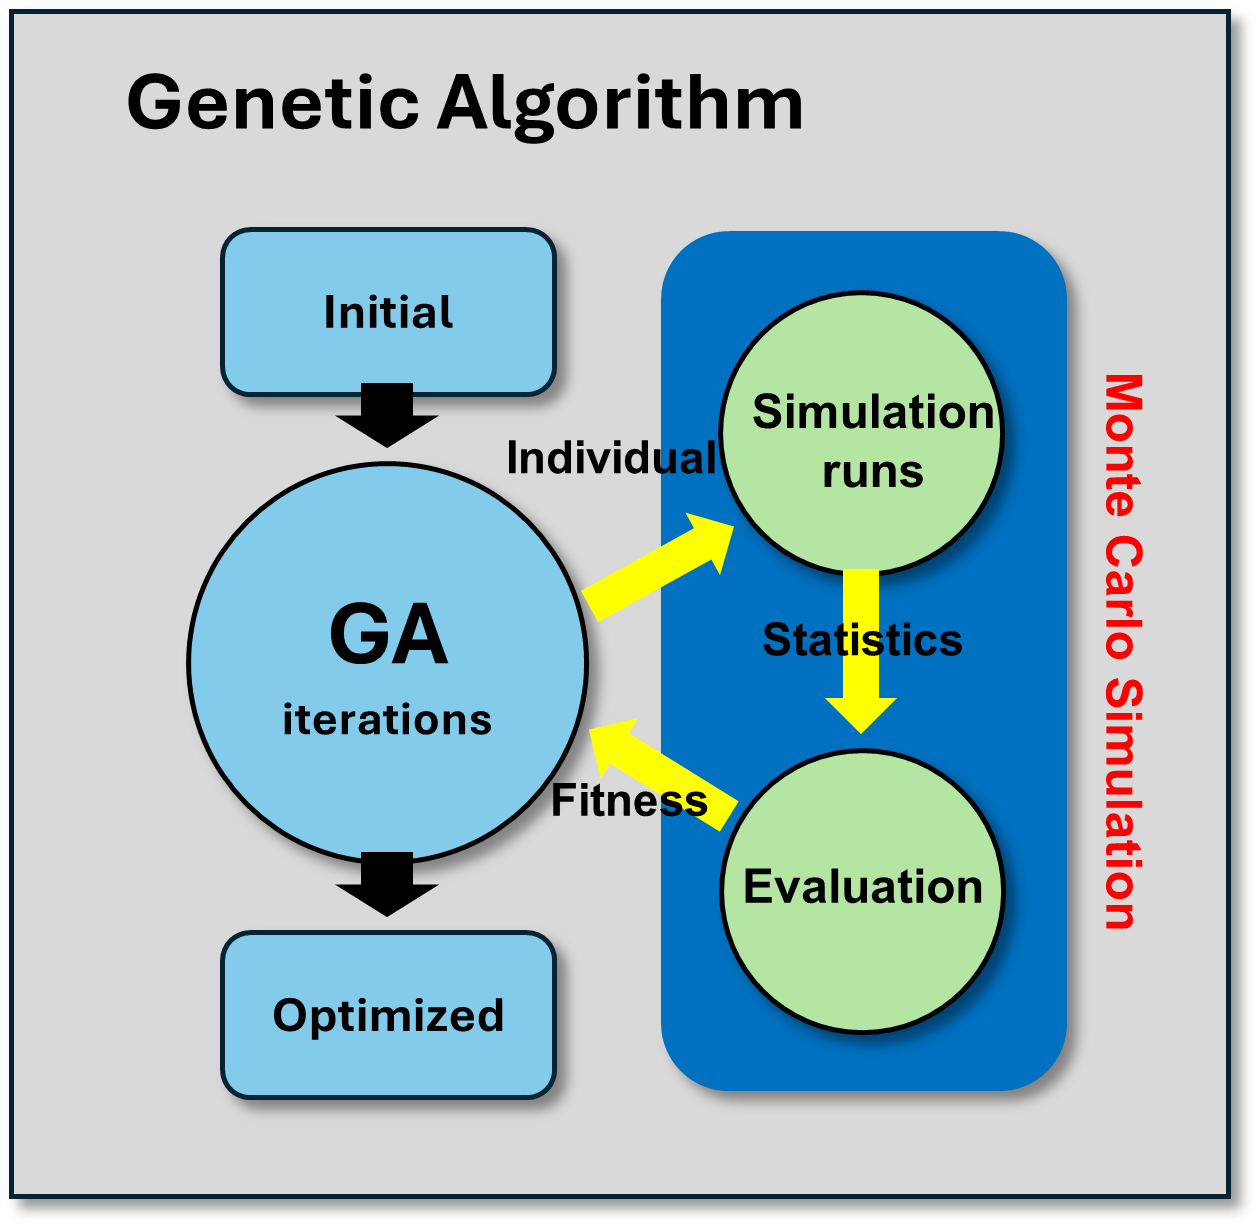 Genetic Algorithm
Initial
Individual
Simulation
runs
GA
iterations
Statistics
Fitness
Evaluation
Optimized
Monte Carlo Simulation